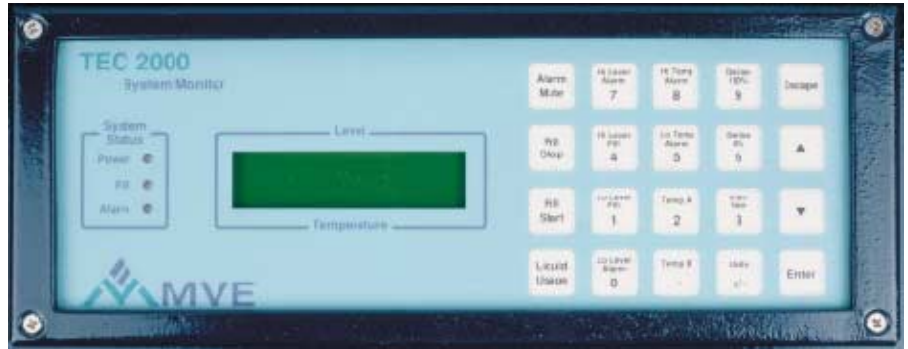 TEC 2000
System Monitor
System
Status
Power
Fill
Alarm
Level
Temperature
MVE
Alarm
Mute
Hi Level
Alarm
7
Hi Temp
Alarm
8
9
Escape
Fill
Stop
Hi Level
Fill
4
Lo Temp
Alarm
5
6
▲
Fill
Start
Lo Level
Fill
1
Temp A
2
3
▼
Liquid
Usage
Lo Level
Alarm
0
Temp B
.
Units
+/-
Enter